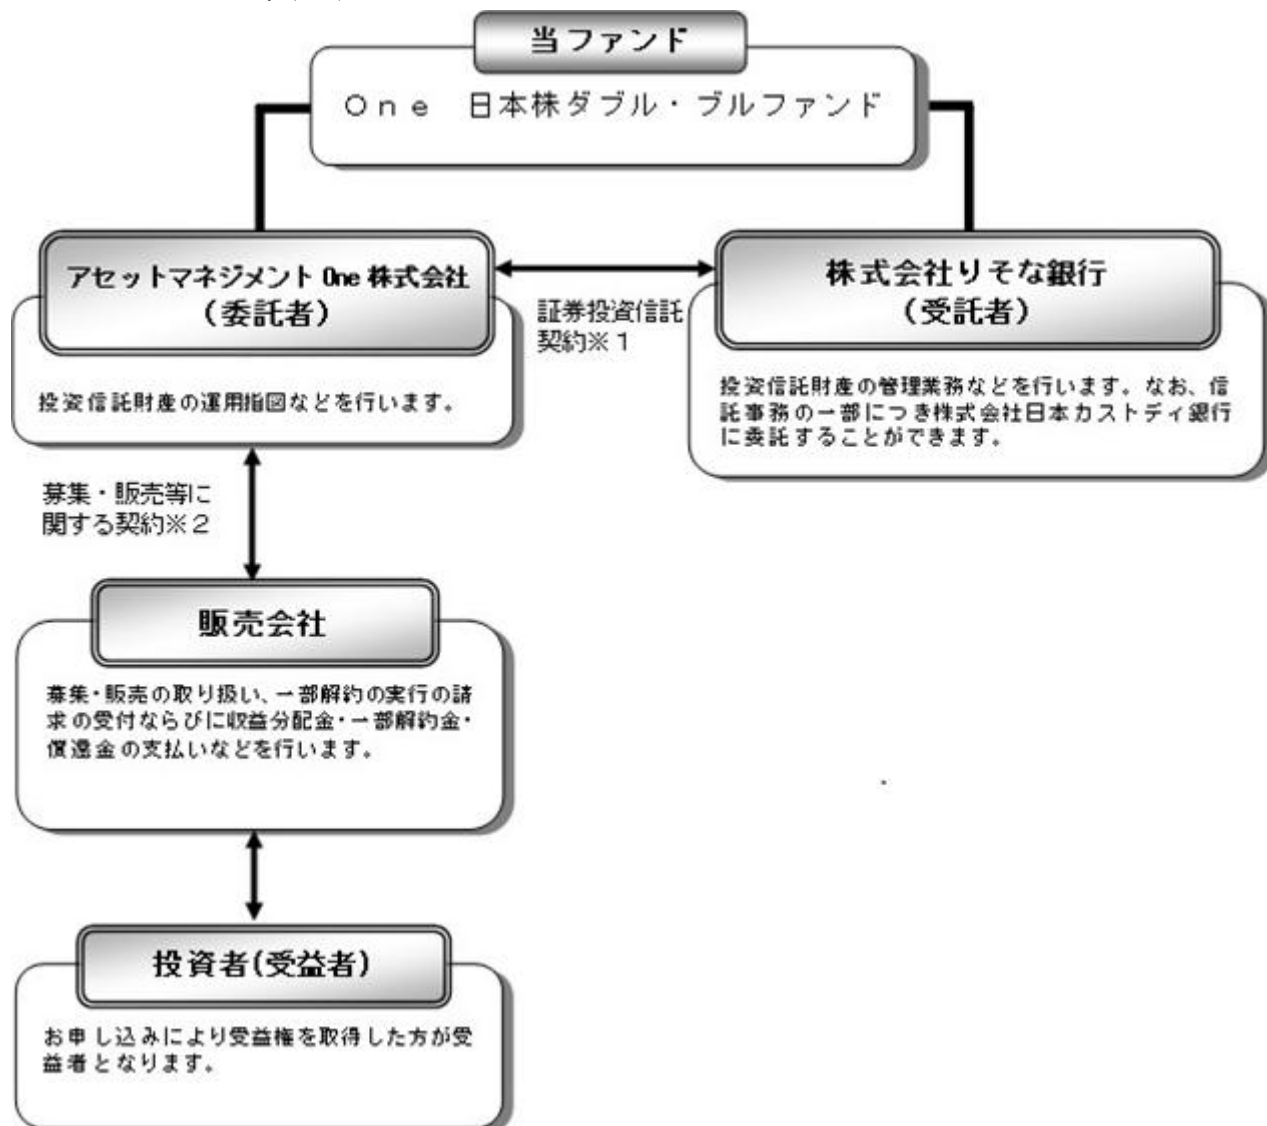 当ファンド
Ｏｎｅ　日本株ダブル・ブルファンド
アセットマネジメント One 株式会社
（委託者）
投資信託財産の運用指図などを行います。
証券投資信託
契約※１
株式会社りそな銀行
（受託者）
投資信託財産の管理業務などを行います。なお、信
託事務の一部につき株式会社日本カストディ銀行
に委託することができます。
募集・販売等に
関する契約※２
販売会社
募集・販売の取り扱い、一部解約の実行の請
求の受付ならびに収益分配金・一部解約金・
償還金の支払いなどを行います。
投資者(受益者)
お申し込みにより受益権を取得した方が受
益者となります。